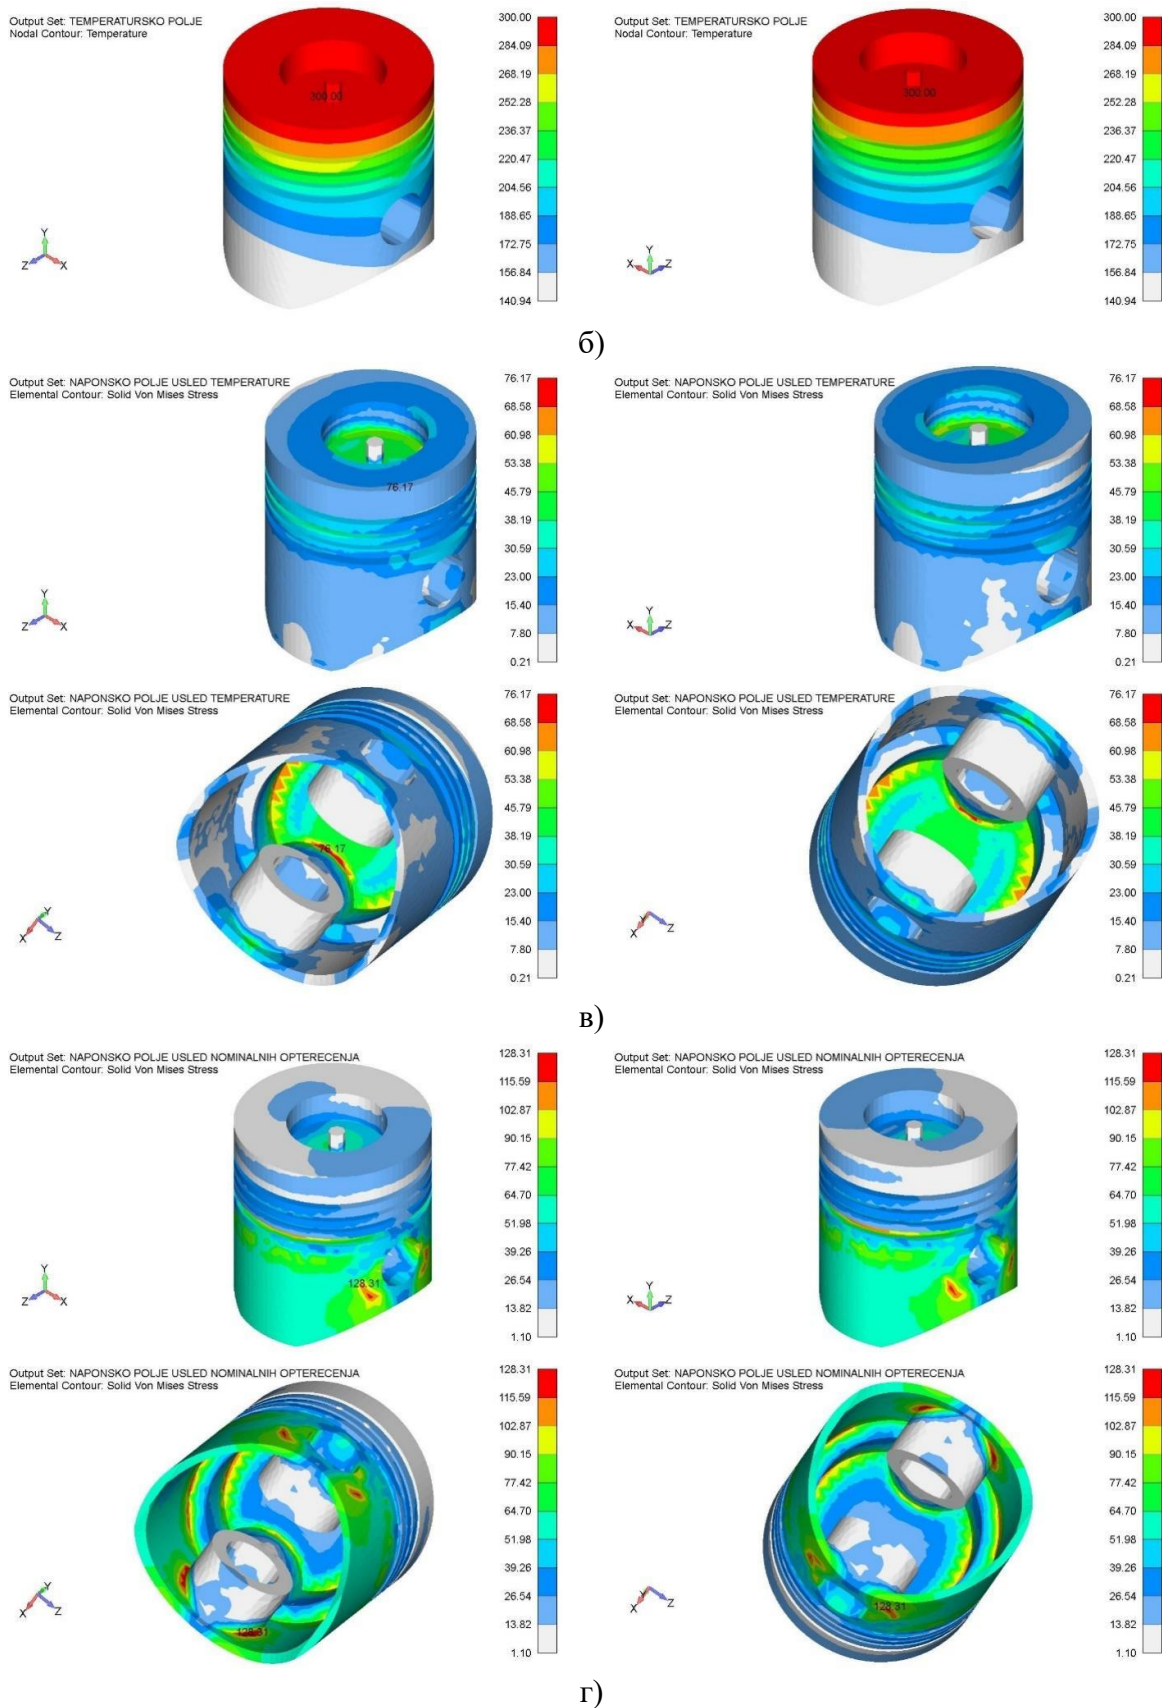 Output Set: TEMPERATURSKO POLJE
Nodal Contour: Temperature
300.00
300.00
284.09
268.19
252.28
236.37
220.47
204.56
188.65
172.75
156.84
140.94
Y
Z
X
Output Set: TEMPERATURSKO POLJE
Nodal Contour: Temperature
300.00
300.00
284.09
268.19
252.28
236.37
220.47
204.56
188.65
172.75
156.84
140.94
Y
X
Z
б)
Output Set: NAPONSKO POLJE USLED TEMPERATURE
Elemental Contour: Solid Von Mises Stress
76.17
76.17
68.58
60.98
53.38
45.79
38.19
30.59
23.00
15.40
7.80
0.21
Y
Z
X
Output Set: NAPONSKO POLJE USLED TEMPERATURE
Elemental Contour: Solid Von Mises Stress
76.17
68.58
60.98
53.38
45.79
38.19
30.59
23.00
15.40
7.80
0.21
Y
X
Z
Output Set: NAPONSKO POLJE USLED TEMPERATURE
Elemental Contour: Solid Von Mises Stress
76.17
76.17
68.58
60.98
53.38
45.79
38.19
30.59
23.00
15.40
7.80
0.21
Y
X
Z
Output Set: NAPONSKO POLJE USLED TEMPERATURE
Elemental Contour: Solid Von Mises Stress
76.17
68.58
60.98
53.38
45.79
38.19
30.59
23.00
15.40
7.80
0.21
X
Z
в)
Output Set: NAPONSKO POLJE USLED NOMINALNIH OPTERECENJA
Elemental Contour: Solid Von Mises Stress
128.31
128.31
115.59
102.87
90.15
77.42
64.70
51.98
39.26
26.54
13.82
1.10
Y
Z
X
Output Set: NAPONSKO POLJE USLED NOMINALNIH OPTERECENJA
Elemental Contour: Solid Von Mises Stress
128.31
115.59
102.87
90.15
77.42
64.70
51.98
39.26
26.54
13.82
1.10
Y
X
Z
Output Set: NAPONSKO POLJE USLED NOMINALNIH OPTERECENJA
Elemental Contour: Solid Von Mises Stress
128.31
128.31
115.59
102.87
90.15
77.42
64.70
51.98
39.26
26.54
13.82
1.10
Y
X
Z
Output Set: NAPONSKO POLJE USLED NOMINALNIH OPTERECENJA
Elemental Contour: Solid Von Mises Stress
128.31
128.31
115.59
102.87
90.15
77.42
64.70
51.98
39.26
26.54
13.82
1.10
X
Z
г)